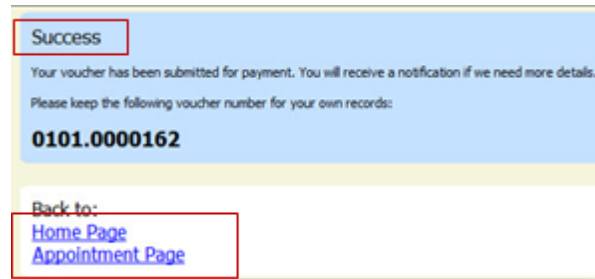 Success
Your voucher has been submitted for payment. You will receive a notification if we need more details.
Please keep the following voucher number for your own records:
0101.0000162
Back to:
Home Page
Appointment Page